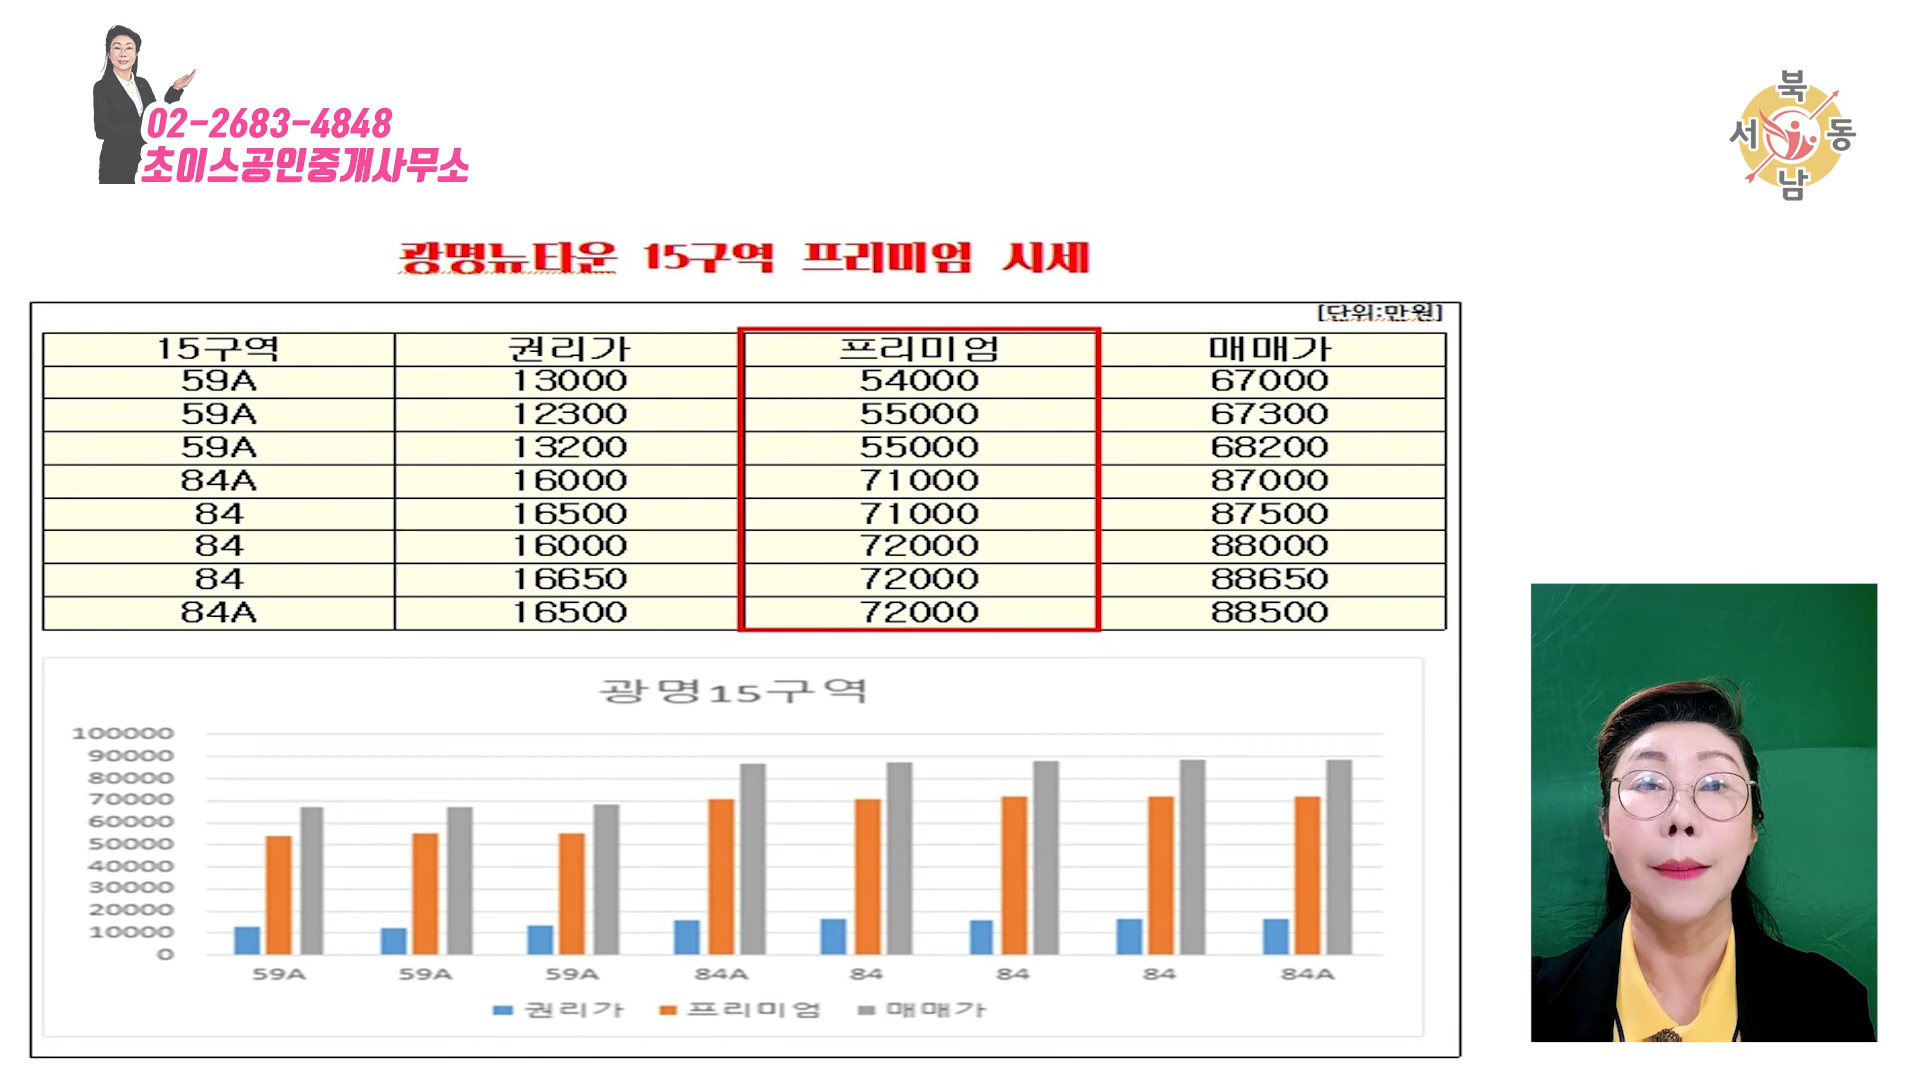 02-2683-4848
초이스공인중개사무소
북
서 동
남
광명뉴타운 15구역 프리미엄 시세
[단위:만원]
15구역 권리가 프리미엄 매매가
59A 13000 54000 67000
59A 12300 55000 67300
59A 13200 55000 68200
84A 16000 71000 87000
84 16500 71000 87500
84 16000 72000 88000
84 16650 72000 88650
84A 16500 72000 88500
광명15구역
100000
90000
80000
70000
60000
50000
40000
30000
20000
10000
0
59A 59A 59A 84A 84 84 84 84A
권리가 프리미엄 매매가